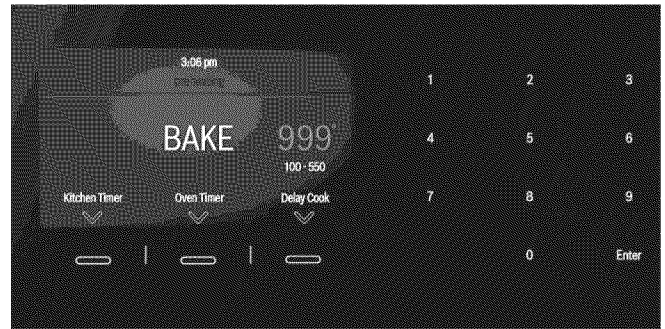 3:06 pm
BAKE 999°
100 - 550
Kitchen Timer Oven Timer Delay Cook
1 2 3
4 5 6
7 8 9
0 Enter